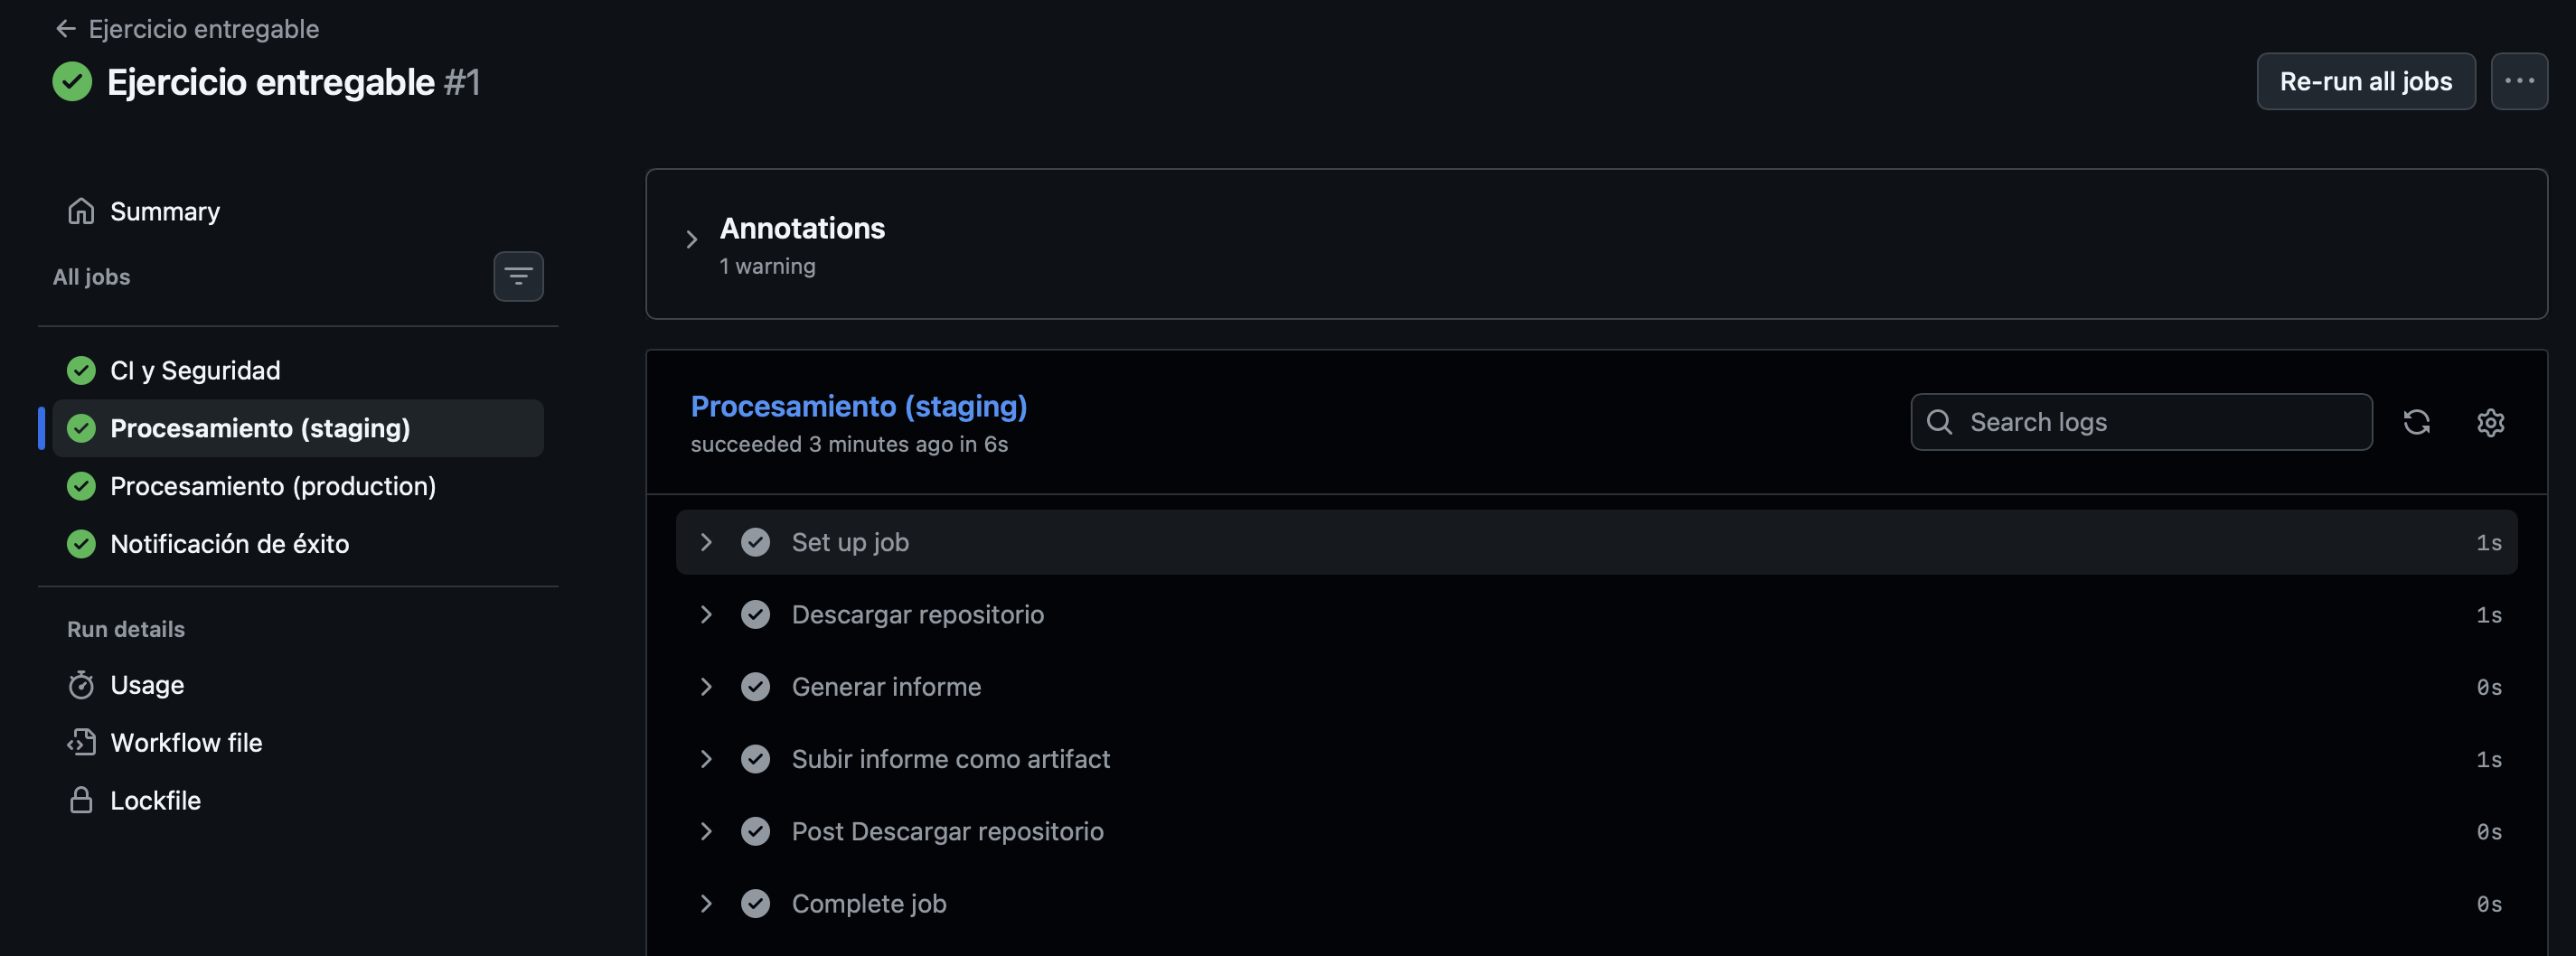 Ejercicio entregable
Ejercicio entregable #1
Re-run all jobs
Summary
All jobs
CI y Seguridad
Procesamiento (staging)
Procesamiento (production)
Notificación de éxito
Run details
Usage
Workflow file
Lockfile
Annotations
1 warning
Procesamiento (staging)
succeeded 3 minutes ago in 6s
Search logs
Set up job 1s
Descargar repositorio 1s
Generar informe 0s
Subir informe como artifact 1s
Post Descargar repositorio 0s
Complete job 0s